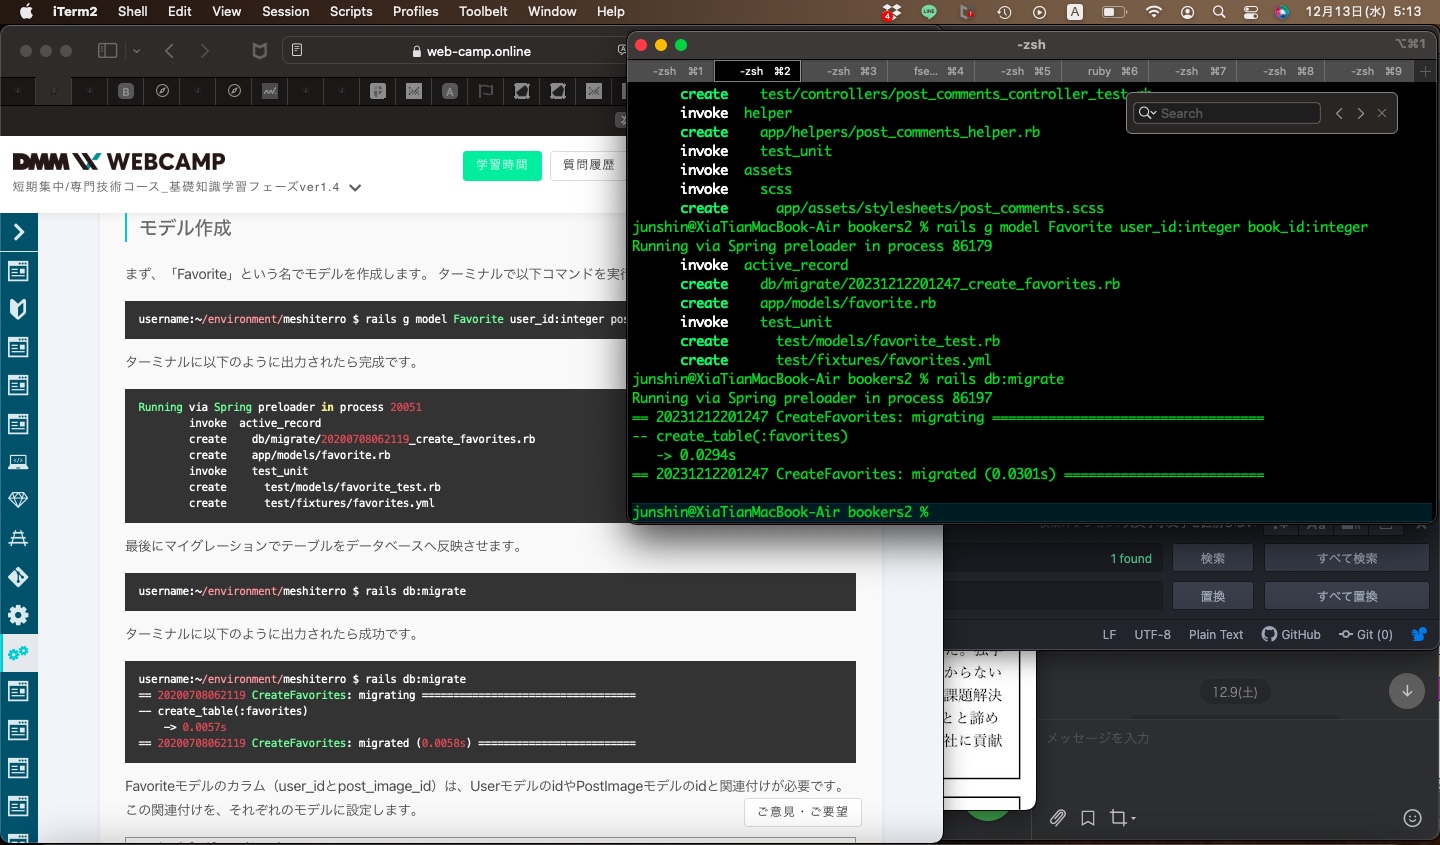 iTerm2 Shell Edit View Session Scripts Profiles Toolbelt Window Help
4
LINE
A
12月13日(水) 5:13
web-camp.online
B
A
DMM WEBCAMP
学習時間
質問履歴
短期集中/専門技術コース_基礎知識学習フェーズver1.4
モデル作成
まず、「Favorite」という名でモデルを作成します。 ターミナルで以下コマンドを実行
username:~/environment/meshiterro $ rails g model Favorite user_id:integer pos
ターミナルに以下のように出力されたら完成です。
Running via Spring preloader in process 20051
invoke active_record
create db/migrate/20200708062119_create_favorites.rb
create app/models/favorite.rb
invoke test_unit
create test/models/favorite_test.rb
create test/fixtures/favorites.yml
最後にマイグレーションでテーブルをデータベースへ反映させます。
username:~/environment/meshiterro $ rails db:migrate
ターミナルに以下のように出力されたら成功です。
username:~/environment/meshiterro $ rails db:migrate
== 20200708062119 CreateFavorites: migrating ==================================
-- create_table(:favorites)
-> 0.0057s
== 20200708062119 CreateFavorites: migrated (0.0058s) =========================
Favoriteモデルのカラム（user_idとpost_image_id）は、UserモデルのidやPostImageモデルのidと関連付けが必要です。
この関連付けを、それぞれのモデルに設定します。
ご意見・ご要望
-zsh
⌥⌘1
-zsh ⌘1
-zsh ⌘2
-zsh ⌘3
fse... ⌘4
-zsh ⌘5
ruby ⌘6
-zsh ⌘7
-zsh ⌘8
-zsh ⌘9
Search
create test/controllers/post_comments_controller_test.rb
invoke helper
create app/helpers/post_comments_helper.rb
invoke test_unit
invoke assets
invoke scss
create app/assets/stylesheets/post_comments.scss
junshin@XiaTianMacBook-Air bookers2 % rails g model Favorite user_id:integer book_id:integer
Running via Spring preloader in process 86179
invoke active_record
create db/migrate/20231212201247_create_favorites.rb
create app/models/favorite.rb
invoke test_unit
create test/models/favorite_test.rb
create test/fixtures/favorites.yml
junshin@XiaTianMacBook-Air bookers2 % rails db:migrate
Running via Spring preloader in process 86197
== 20231212201247 CreateFavorites: migrating ==================================
-- create_table(:favorites)
-> 0.0294s
== 20231212201247 CreateFavorites: migrated (0.0301s) =========================
junshin@XiaTianMacBook-Air bookers2 %
1 found
検索
すべて検索
置換
すべて置換
LF UTF-8 Plain Text GitHub Git (0)
からない
課題解決
とと諦め
社に貢献
12.9(土)
メッセージを入力